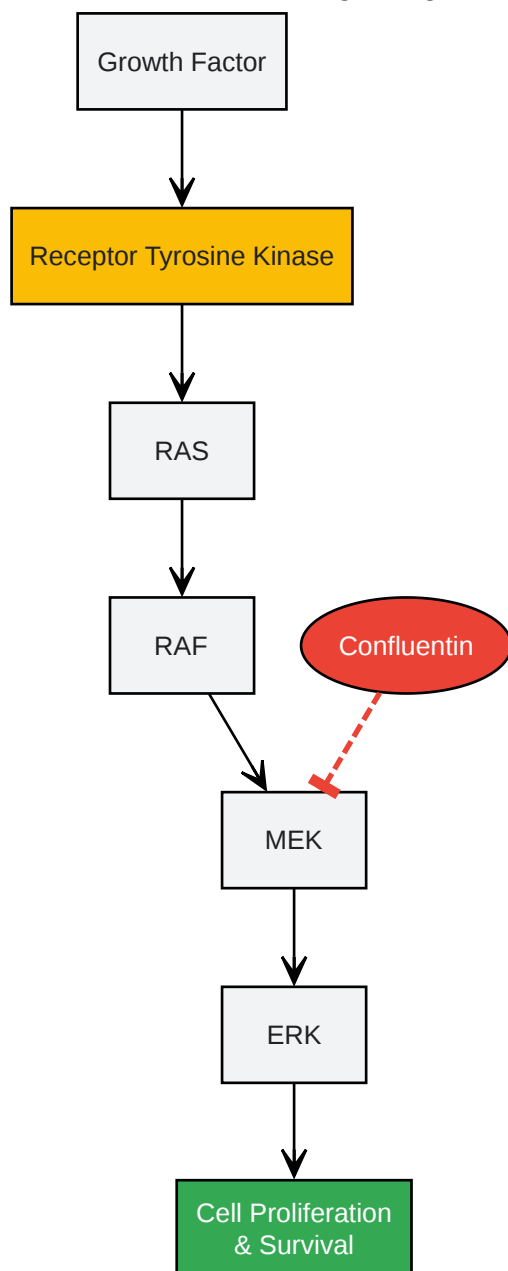 Growth Factor
Receptor Tyrosine Kinase
RAS
RAF
Confluentin
MEK
ERK
Cell Proliferation
& Survival